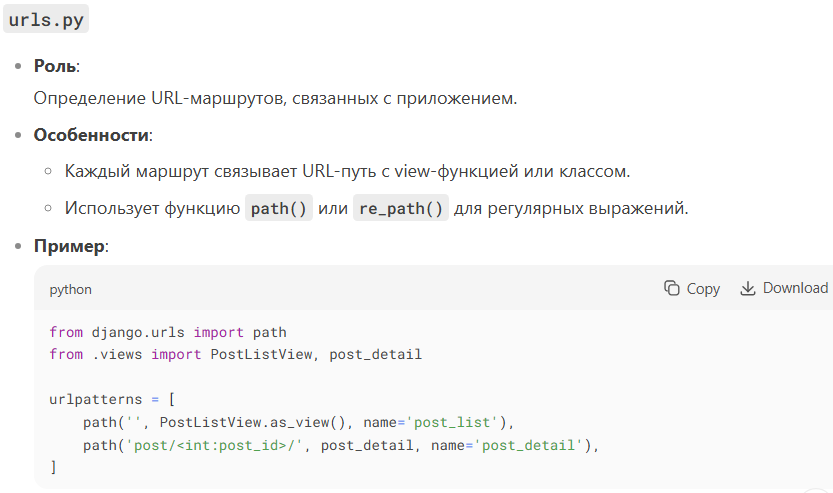 urls.py
Роль:
Определение URL-маршрутов, связанных с приложением.
Особенности:
Каждый маршрут связывает URL-путь с view-функцией или классом.
Использует функцию path() или re_path() для регулярных выражений.
Пример:
python Copy Download
from django.urls import path
from .views import PostListView, post_detail
urlpatterns = [
    path('', PostListView.as_view(), name='post_list'),
    path('post/<int:post_id>/', post_detail, name='post_detail'),
]